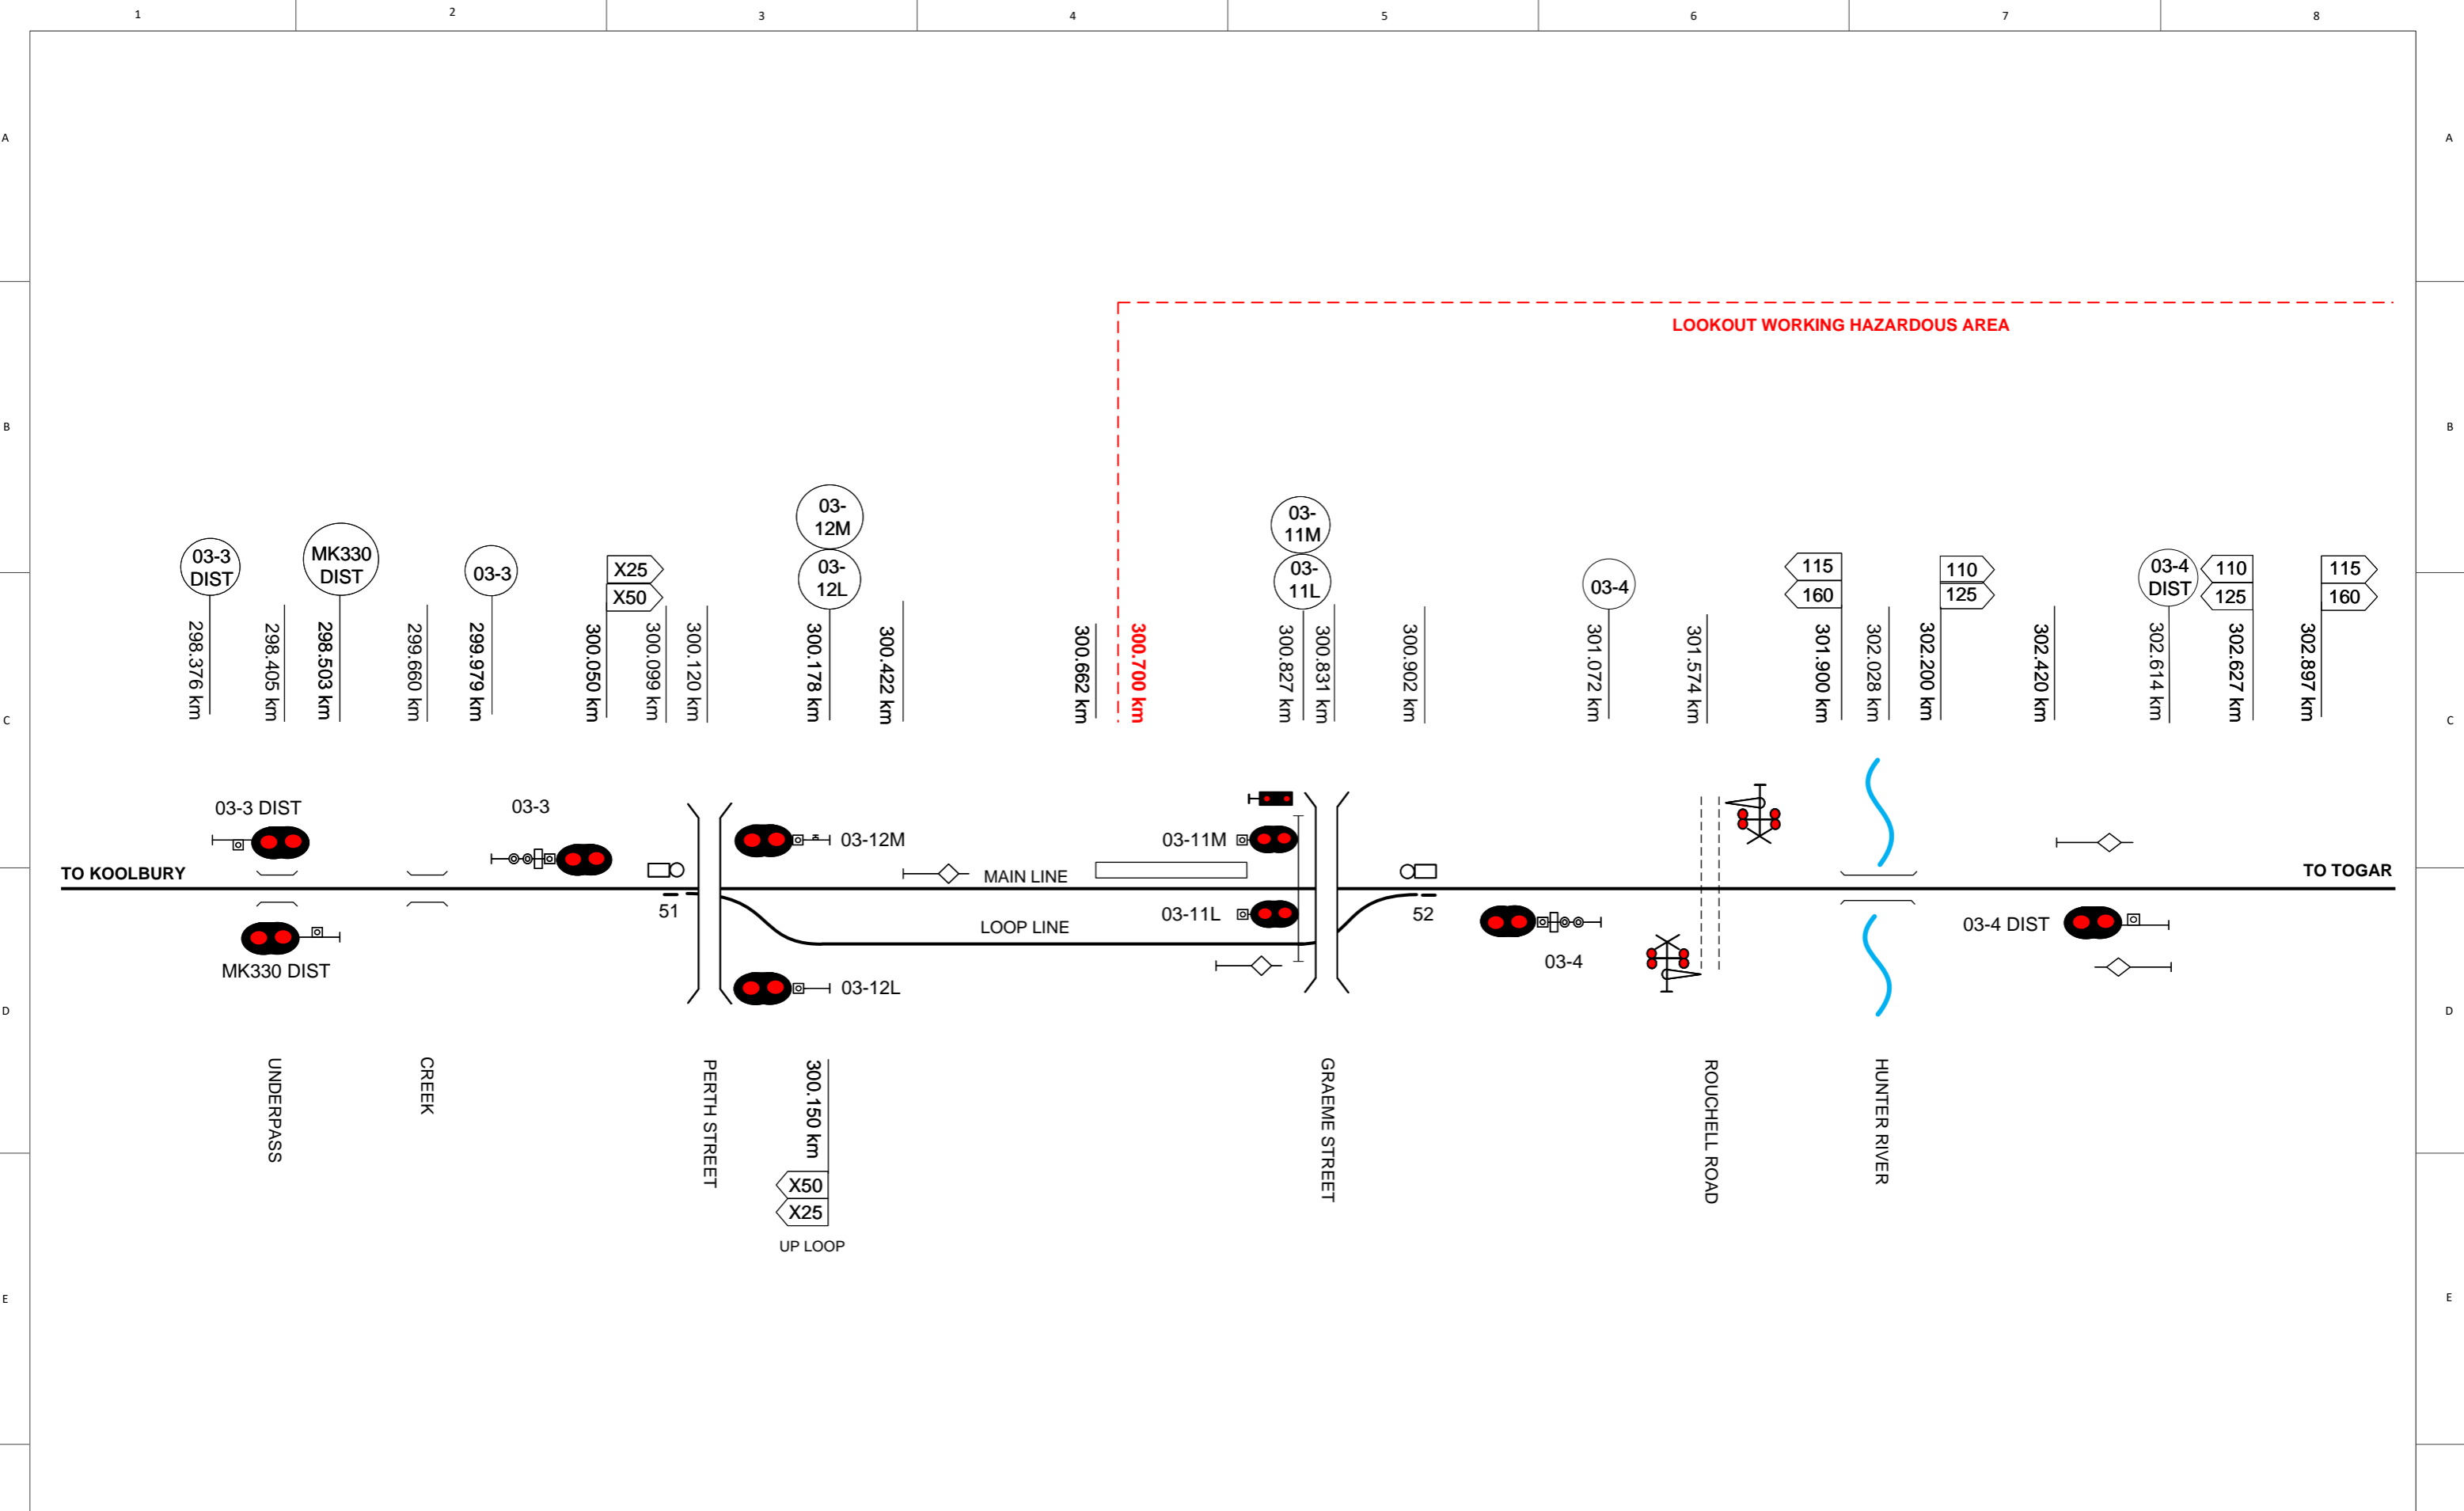 1
2
3
4
5
6
7
8
A
A
LOOKOUT WORKING HAZARDOUS AREA
B
B
03-
12M
03-
12L
03-
11M
03-
11L
03-3
DIST
MK330
DIST
03-3
X25
X50
03-4
115
160
110
125
03-4
DIST
110
125
115
160
298.376 km
298.405 km
298.503 km
299.660 km
299.979 km
300.050 km
300.099 km
300.120 km
300.178 km
300.422 km
300.662 km
300.700 km
300.827 km
300.831 km
300.902 km
301.072 km
301.574 km
301.900 km
302.028 km
302.200 km
302.420 km
302.614 km
302.627 km
302.897 km
C
C
03-3 DIST
03-3
03-12M
03-11M
TO KOOLBURY
MAIN LINE
TO TOGAR
51
03-11L
52
LOOP LINE
03-4 DIST
MK330 DIST
03-4
03-12L
D
D
UNDERPASS
CREEK
PERTH STREET
300.150 km
GRAEME STREET
ROUCHELL ROAD
HUNTER RIVER
X50
X25
UP LOOP
E
E